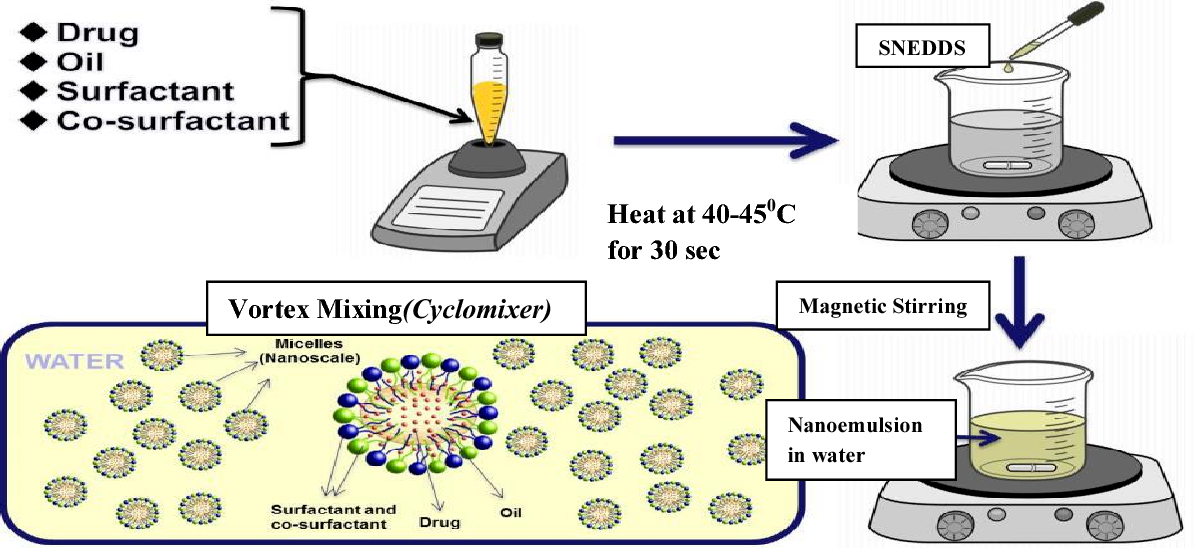 ◆ Drug
◆ Oil
◆ Surfactant
◆ Co-surfactant
SNEDDS
Heat at 40-45⁰C
for 30 sec
Vortex Mixing(Cyclomixer)
Magnetic Stirring
WATER
Micelles
(Nanoscale)
Surfactant and
co-surfactant
Drug
Oil
Nanoemulsion
in water